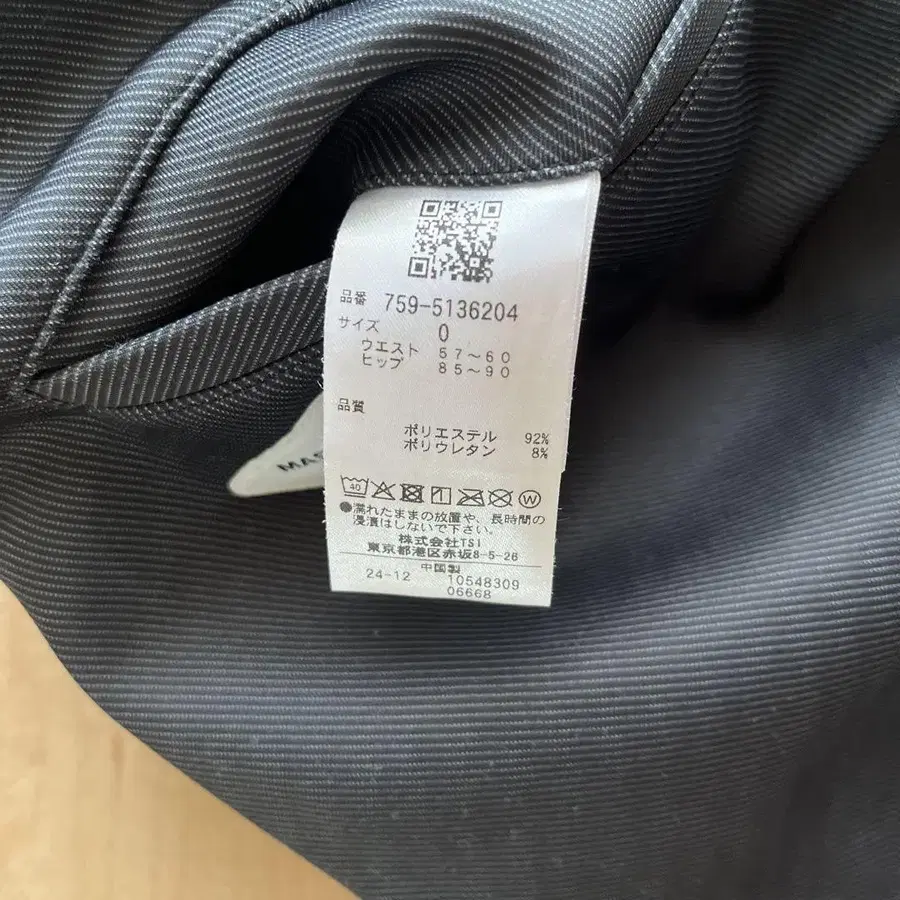 品番 759-5136204
サイズ 0
ウエスト 57～60
ヒップ 85～90
品質
ポリエステル 92%
ポリウレタン 8%
40 W
●濡れたままの放置や、長時間の
浸漬はしないで下さい。
株式会社TSI
東京都港区赤坂8-5-26
中国製
24-12 10548309
06668